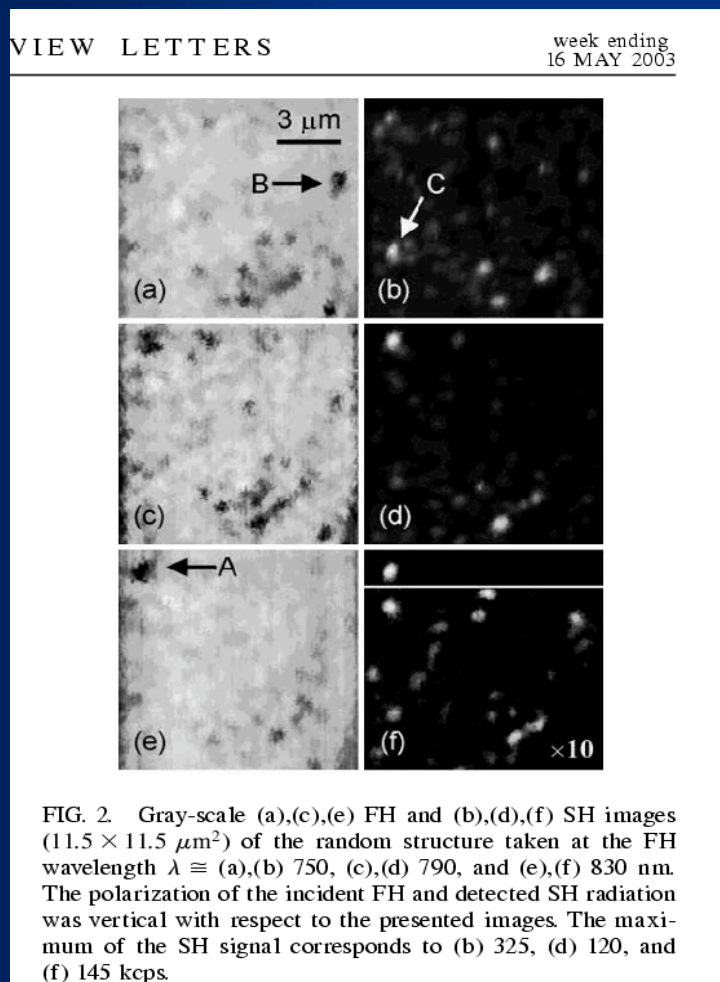 VIEW LETTERS
week ending
16 MAY 2003
3 μm
B
C
(a)
(b)
(c)
(d)
A
(e)
(f)
×10
FIG. 2. Gray-scale (a),(c),(e) FH and (b),(d),(f) SH images
(11.5 × 11.5 μm²) of the random structure taken at the FH
wavelength λ ≅ (a),(b) 750, (c),(d) 790, and (e),(f) 830 nm.
The polarization of the incident FH and detected SH radiation
was vertical with respect to the presented images. The maxi-
mum of the SH signal corresponds to (b) 325, (d) 120, and
(f) 145 kcps.